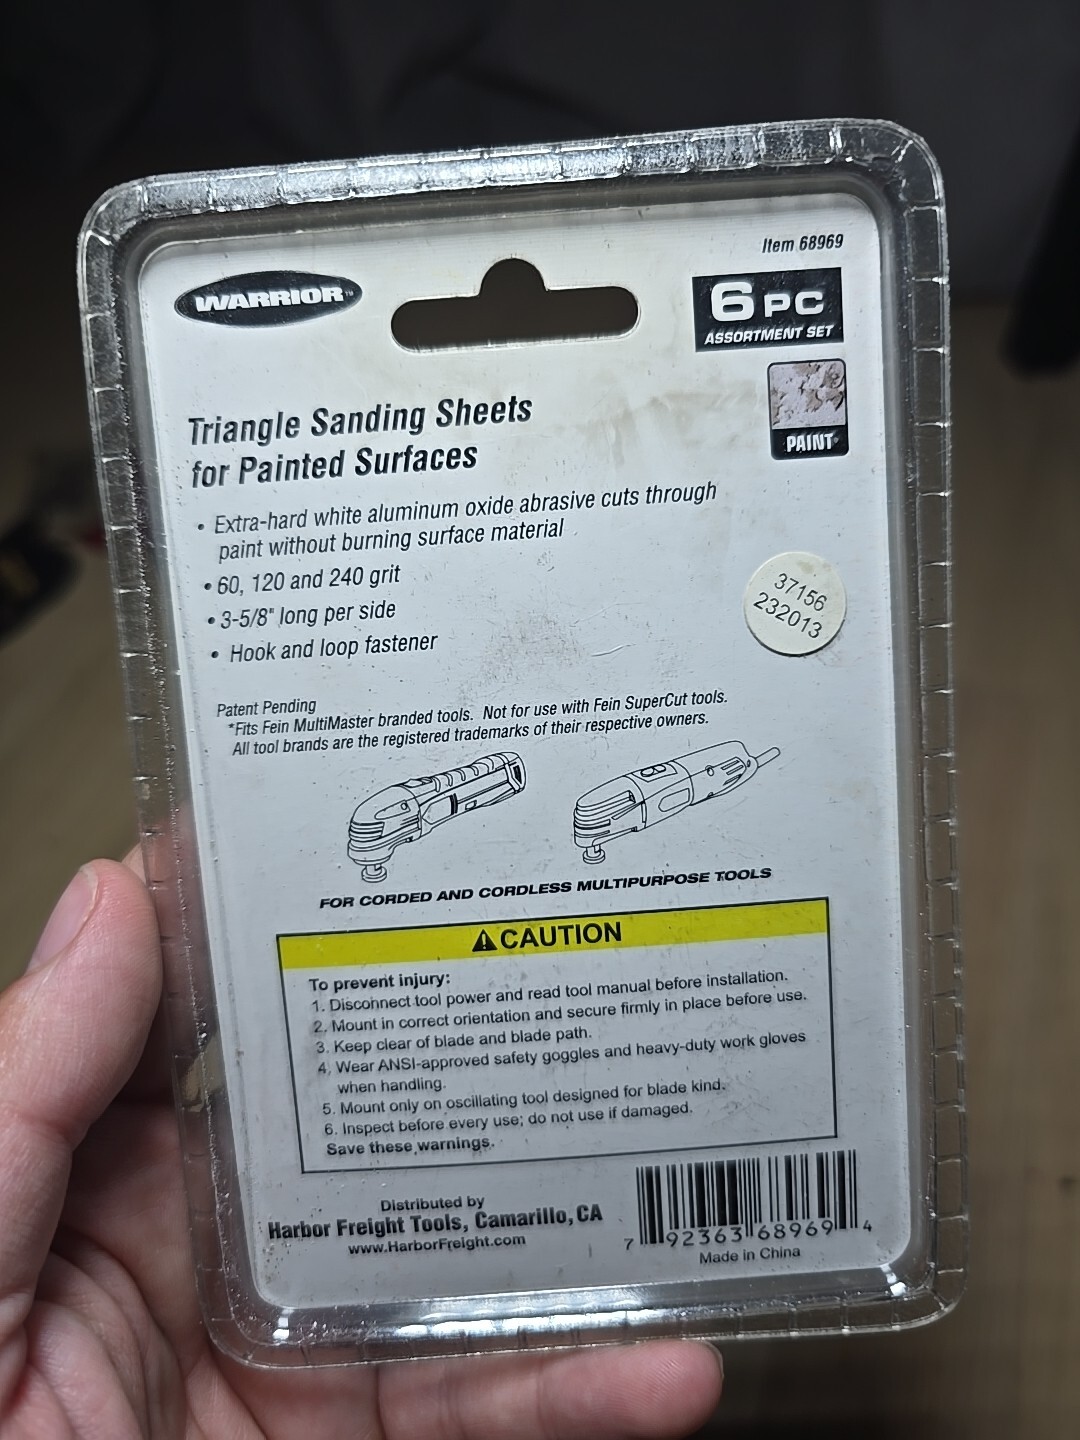 Item 68969
WARRIOR™
6 PC
ASSORTMENT SET
PAINT
Triangle Sanding Sheets
for Painted Surfaces
• Extra-hard white aluminum oxide abrasive cuts through
paint without burning surface material
• 60, 120 and 240 grit
• 3-5/8" long per side
• Hook and loop fastener
37156
232013
Patent Pending
*Fits Fein MultiMaster branded tools. Not for use with Fein SuperCut tools.
All tool brands are the registered trademarks of their respective owners.
FOR CORDED AND CORDLESS MULTIPURPOSE TOOLS
⚠CAUTION
To prevent injury:
1. Disconnect tool power and read tool manual before installation.
2. Mount in correct orientation and secure firmly in place before use.
3. Keep clear of blade and blade path.
4. Wear ANSI-approved safety goggles and heavy-duty work gloves
when handling.
5. Mount only on oscillating tool designed for blade kind.
6. Inspect before every use; do not use if damaged.
Save these warnings.
Distributed by
Harbor Freight Tools, Camarillo, CA
www.HarborFreight.com
7 92363 68969 4
Made in China